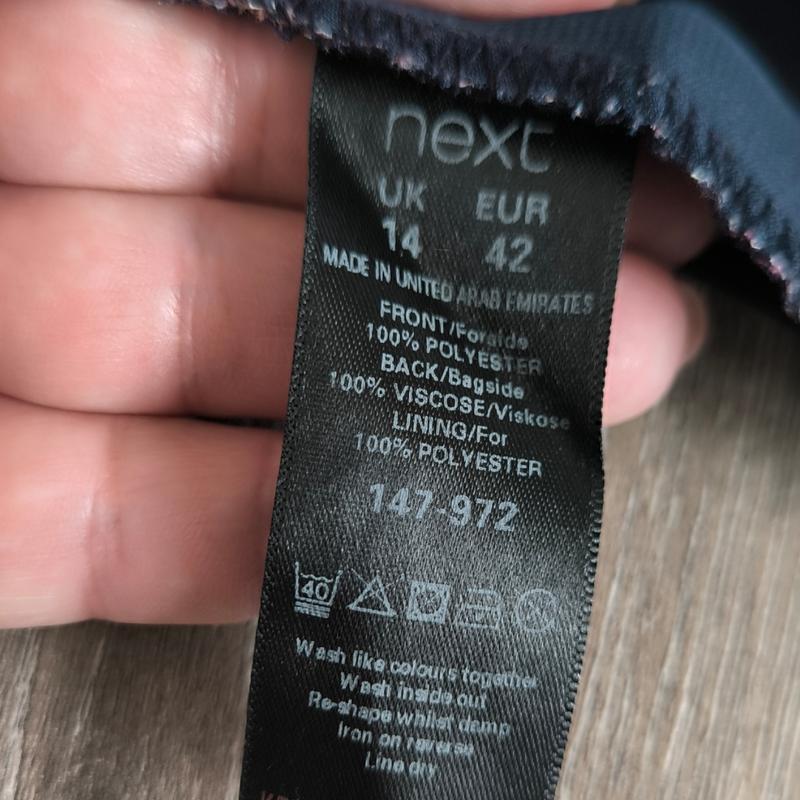 next
UK EUR
14 42
MADE IN UNITED ARAB EMIRATES
FRONT/Forside
100% POLYESTER
BACK/Bagside
100% VISCOSE/Viskose
LINING/For
100% POLYESTER
147-972
40
Wash like colours together
Wash inside out
Re-shape whilst damp
Iron on reverse
Line dry